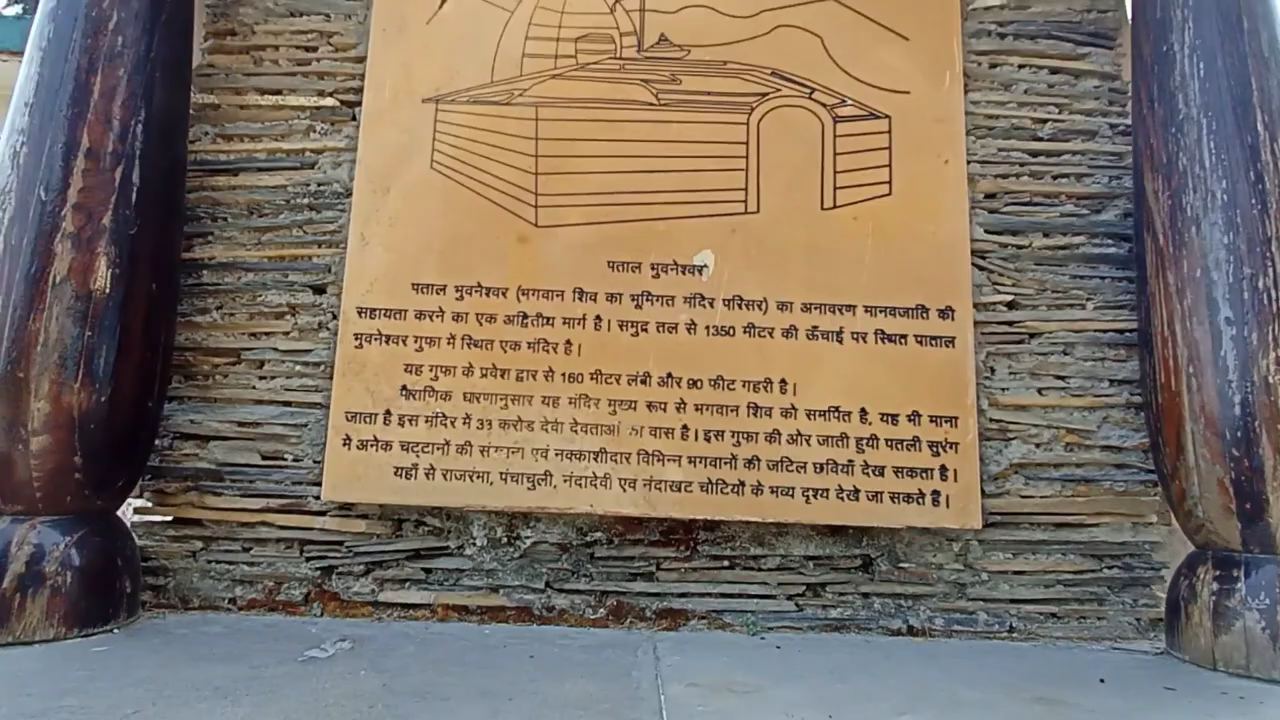 पताल भुवनेश्वर
पताल भुवनेश्वर (भगवान शिव का भूमिगत मंदिर परिसर) का अनावरण मानवजाति की
सहायता करने का एक अद्वितीय मार्ग है। समुद्र तल से 1350 मीटर की ऊँचाई पर स्थित पाताल
भुवनेश्वर गुफा में स्थित एक मंदिर है।
यह गुफा के प्रवेश द्वार से 160 मीटर लंबी और 90 फीट गहरी है।
पौराणिक धारणानुसार यह मंदिर मुख्य रूप से भगवान शिव को समर्पित है, यह भी माना
जाता है इस मंदिर में 33 करोड देवी देवताओं का वास है। इस गुफा की ओर जाती हुयी पतली सुरंग
मे अनेक चट्टानों की एवं नक्काशीदार विभिन्न भगवानों की जटिल छवियाँ देख सकता है।
यहाँ से राजरंभा, पंचाचुली, नंदादेवी एव नंदाखट चोटियों के भव्य दृश्य देखे जा सकते हैं।